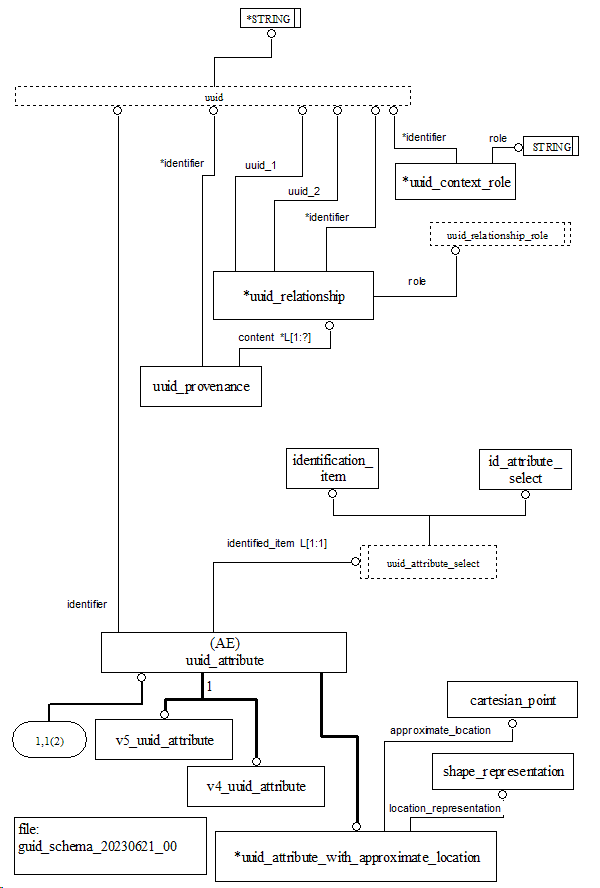 *STRING
uuid
*identifier
uuid_1
uuid_2
*identifier
*identifier
role
STRING
*uuid_context_role
uuid_relationship_role
*uuid_relationship
role
content *L[1:?]
uuid_provenance
identification_
item
id_attribute_
select
identified_item L[1:1]
uuid_attribute_select
identifier
(AE)
uuid_attribute
1
1,1(2)
v5_uuid_attribute
v4_uuid_attribute
cartesian_point
approximate_location
shape_representation
location_representation
*uuid_attribute_with_approximate_location
file:
guid_schema_20230621_00